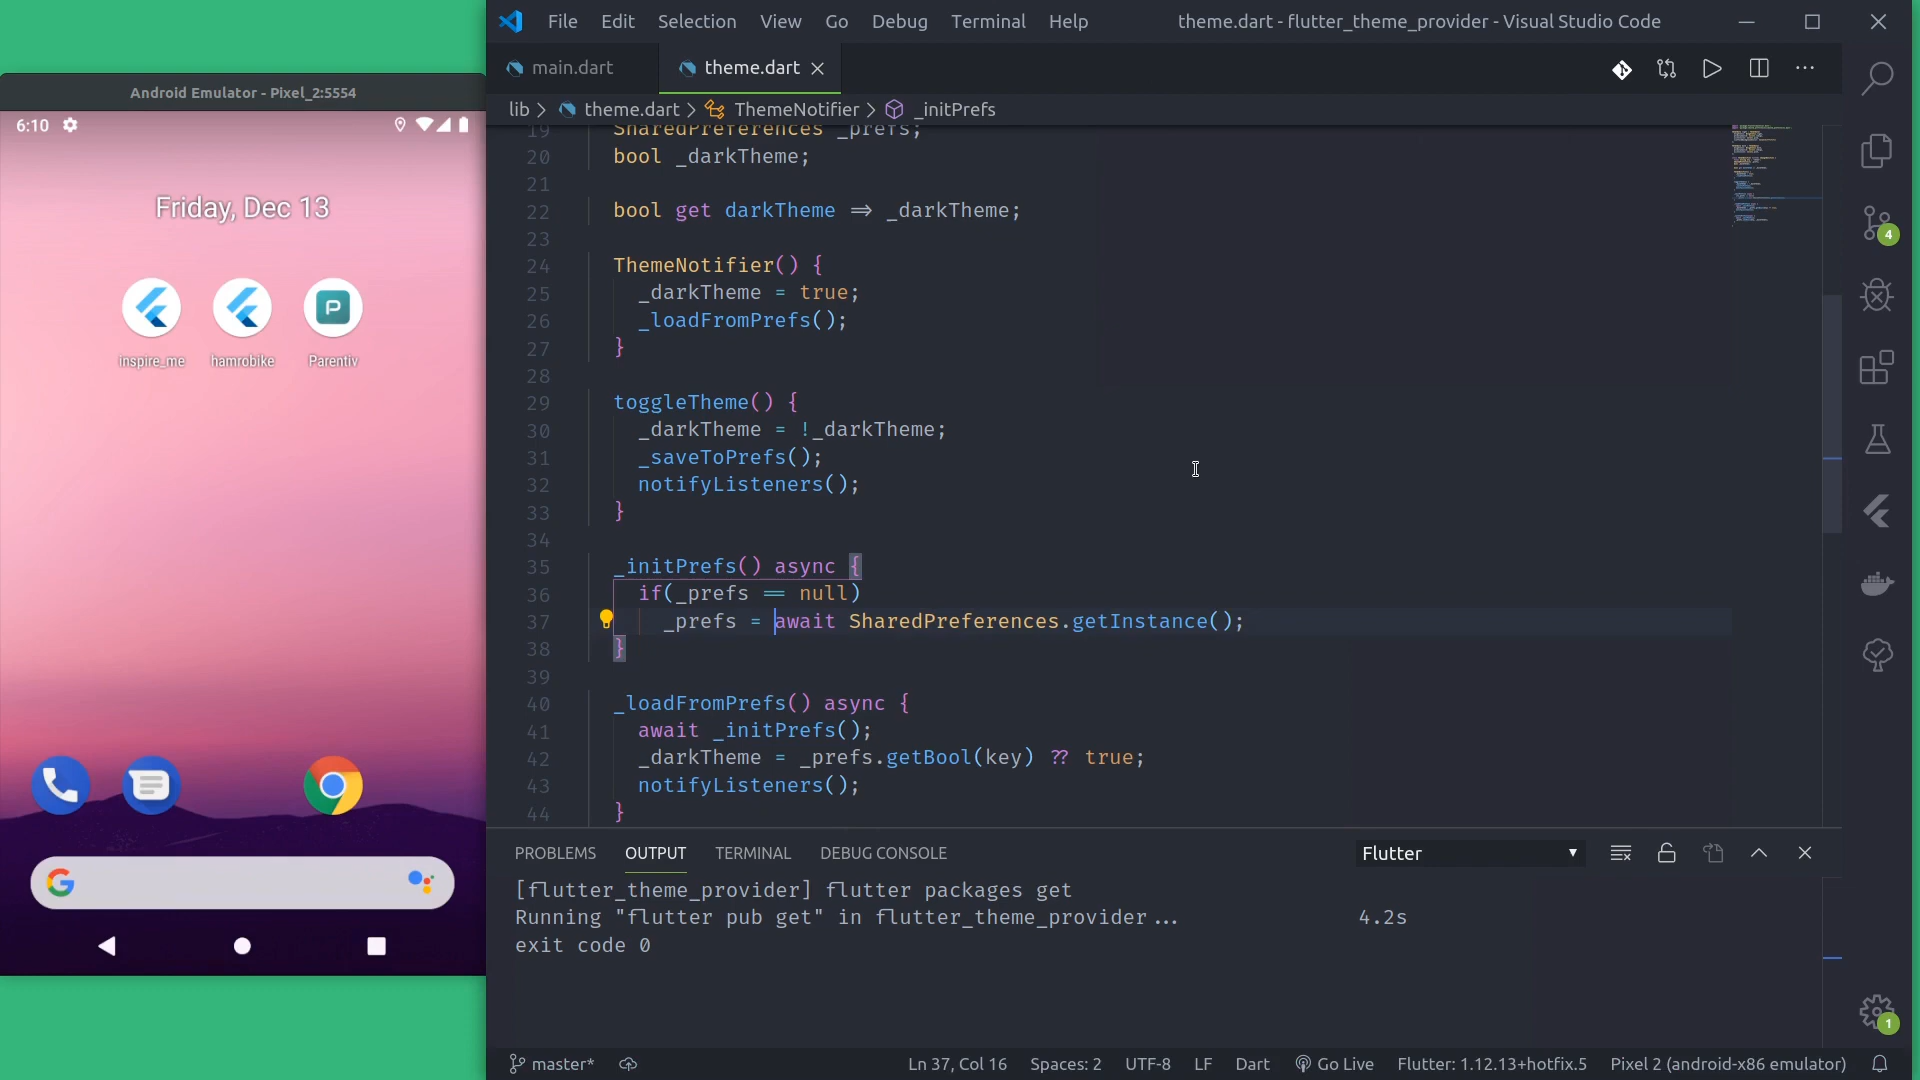 File Edit Selection View Go Debug Terminal Help theme.dart - flutter_theme_provider - Visual Studio Code
main.dart theme.dart
lib > theme.dart > ThemeNotifier > _initPrefs
Android Emulator - Pixel_2:5554
6:10
Friday, Dec 13
inspire_me hamrobike Parentiv
P
G
19 SharedPreferences _prefs;
20 bool _darkTheme;
21
22 bool get darkTheme => _darkTheme;
23
24 ThemeNotifier() {
25 _darkTheme = true;
26 _loadFromPrefs();
27 }
28
29 toggleTheme() {
30 _darkTheme = !_darkTheme;
31 _saveToPrefs();
32 notifyListeners();
33 }
34
35 _initPrefs() async {
36 if(_prefs == null)
37 _prefs = await SharedPreferences.getInstance();
38 }
39
40 _loadFromPrefs() async {
41 await _initPrefs();
42 _darkTheme = _prefs.getBool(key) ?? true;
43 notifyListeners();
44 }
4
1
PROBLEMS OUTPUT TERMINAL DEBUG CONSOLE Flutter
[flutter_theme_provider] flutter packages get
Running "flutter pub get" in flutter_theme_provider... 4.2s
exit code 0
master* Ln 37, Col 16 Spaces: 2 UTF-8 LF Dart Go Live Flutter: 1.12.13+hotfix.5 Pixel 2 (android-x86 emulator)